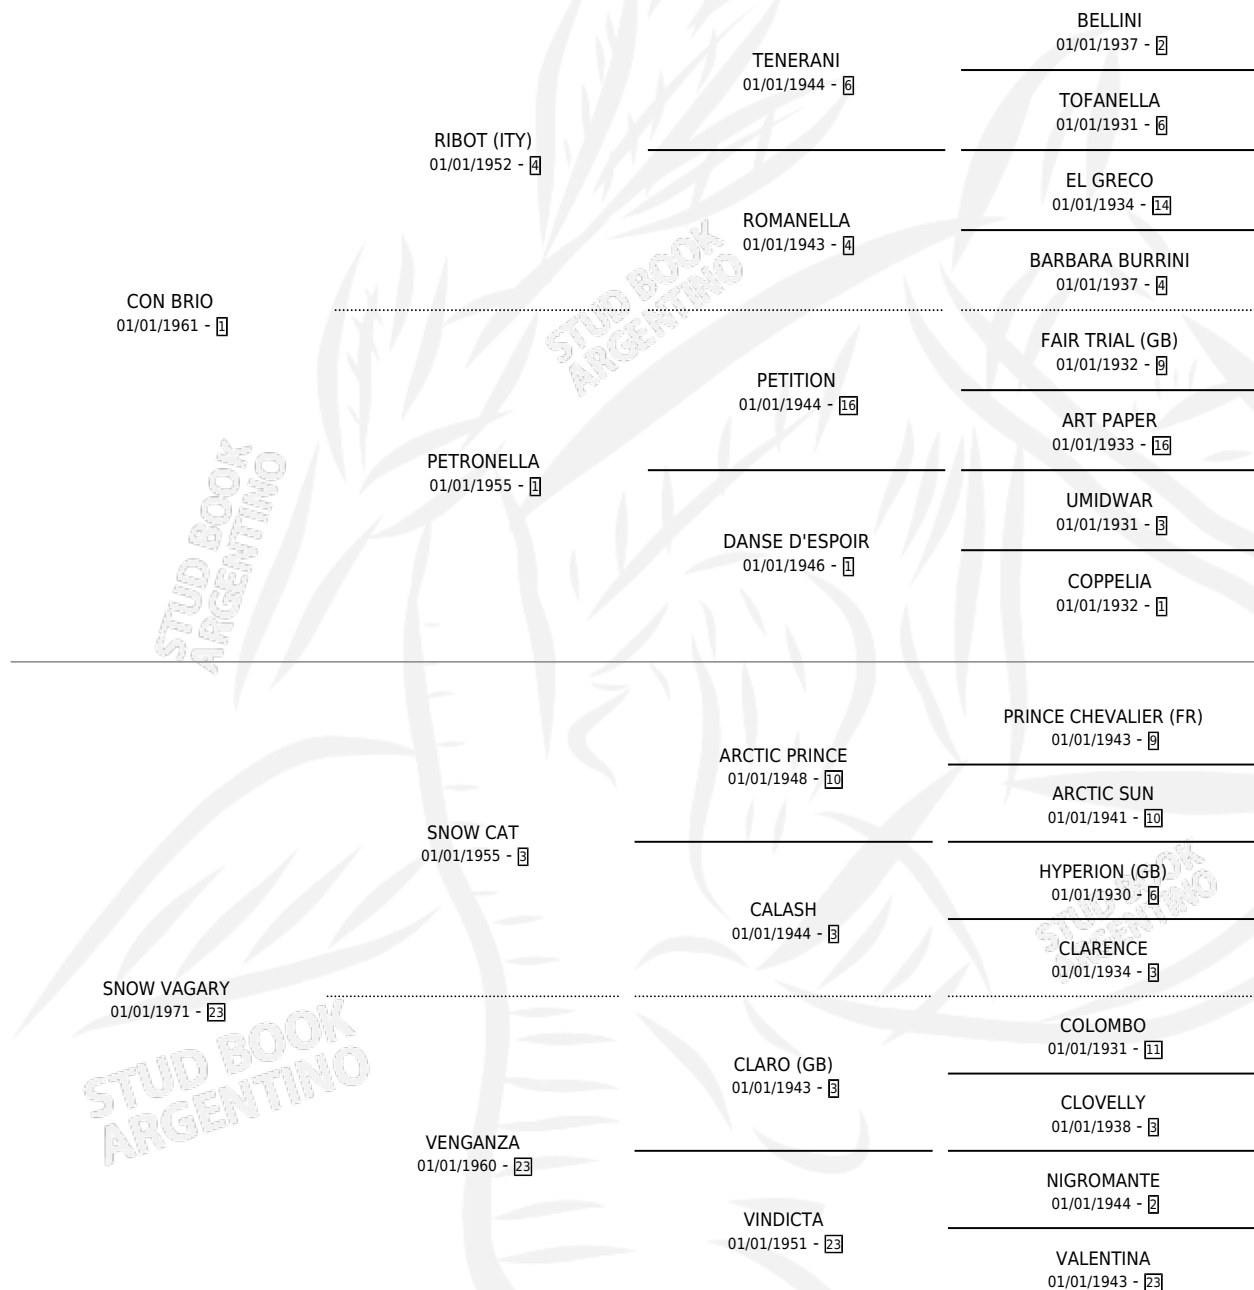 BELLINI
01/01/1937 - 2
TENERANI
01/01/1944 - 6
TOFANELLA
01/01/1931 - 6
RIBOT (ITY)
01/01/1952 - 4
EL GRECO
01/01/1934 - 14
ROMANELLA
01/01/1943 - 4
BARBARA BURRINI
01/01/1937 - 4
CON BRIO
01/01/1961 - 1
FAIR TRIAL (GB)
01/01/1932 - 9
PETITION
01/01/1944 - 16
ART PAPER
01/01/1933 - 16
PETRONELLA
01/01/1955 - 1
UMIDWAR
01/01/1931 - 3
DANSE D'ESPOIR
01/01/1946 - 1
COPPELIA
01/01/1932 - 1
PRINCE CHEVALIER (FR)
01/01/1943 - 9
ARCTIC PRINCE
01/01/1948 - 10
ARCTIC SUN
01/01/1941 - 10
SNOW CAT
01/01/1955 - 3
HYPERION (GB)
01/01/1930 - 6
CALASH
01/01/1944 - 3
CLARENCE
01/01/1934 - 3
SNOW VAGARY
01/01/1971 - 23
COLOMBO
01/01/1931 - 11
CLARO (GB)
01/01/1943 - 3
CLOVELLY
01/01/1938 - 3
VENGANZA
01/01/1960 - 23
NIGROMANTE
01/01/1944 - 2
VINDICTA
01/01/1951 - 23
VALENTINA
01/01/1943 - 23
STUD BOOK
ARGENTINO
STUD BOOK
ARGENTINO
STUD BOOK
ARGENTINO
STUD BOOK
ARGENTINO